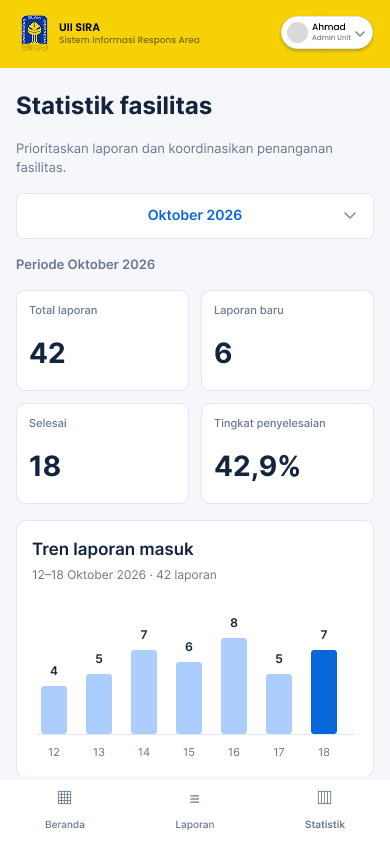 UII SIRA
Sistem Informasi Respons Area
Ahmad
Admin Unit
Statistik fasilitas
Prioritaskan laporan dan koordinasikan penanganan
fasilitas.
Oktober 2026
Periode Oktober 2026
Total laporan
42
Laporan baru
6
Selesai
18
Tingkat penyelesaian
42,9%
Tren laporan masuk
12–18 Oktober 2026 · 42 laporan
4
5
7
6
8
5
7
12
13
14
15
16
17
18
Beranda
Laporan
Statistik